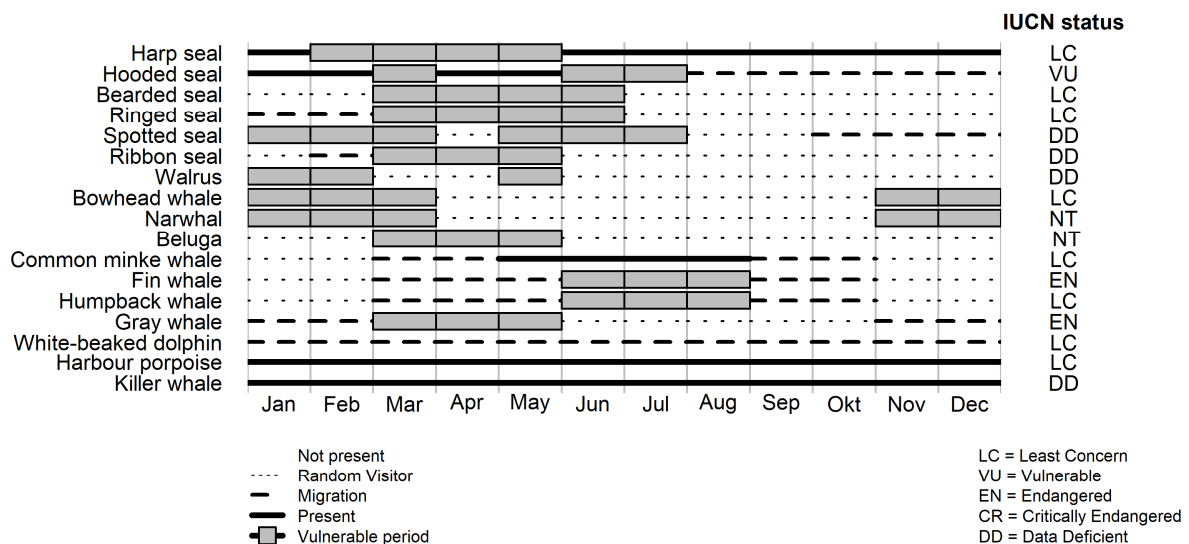 IUCN status
Harp seal LC
Hooded seal VU
Bearded seal LC
Ringed seal LC
Spotted seal DD
Ribbon seal DD
Walrus DD
Bowhead whale LC
Narwhal NT
Beluga NT
Common minke whale LC
Fin whale EN
Humpback whale LC
Gray whale EN
White-beaked dolphin LC
Harbour porpoise LC
Killer whale DD
Jan Feb Mar Apr May Jun Jul Aug Sep Okt Nov Dec
Not present
Random Visitor
Migration
Present
Vulnerable period
LC = Least Concern
VU = Vulnerable
EN = Endangered
CR = Critically Endangered
DD = Data Deficient